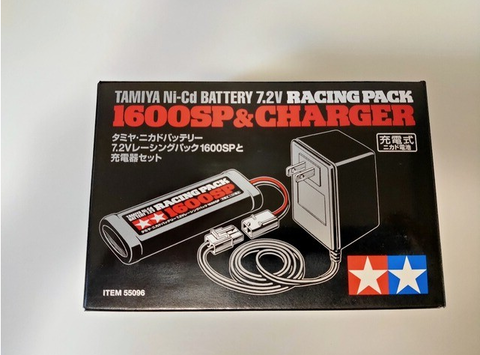 TAMIYA Ni-Cd BATTERY 7.2V RACING PACK
1600SP&CHARGER
タミヤ・ニカドバッテリー
7.2Vレーシングパック1600SPと
充電器セット
充電式
ニカド電池
RACING PACK
1600SP
ITEM 55096